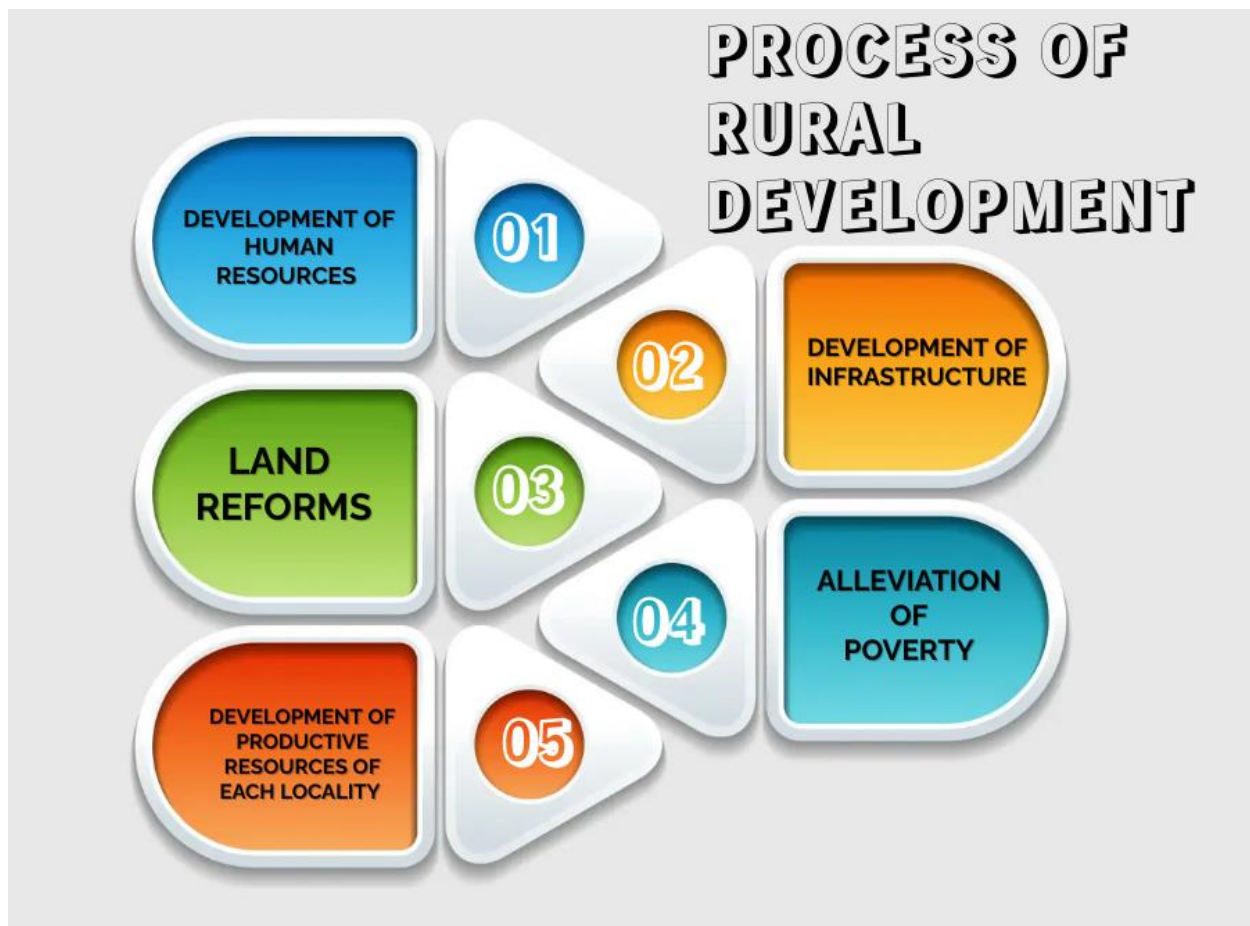 PROCESS OF
RURAL
DEVELOPMENT
DEVELOPMENT OF
HUMAN
RESOURCES
01
02
DEVELOPMENT OF
INFRASTRUCTURE
LAND
REFORMS
03
04
ALLEVIATION
OF
POVERTY
DEVELOPMENT OF
PRODUCTIVE
RESOURCES OF
EACH LOCALITY
05